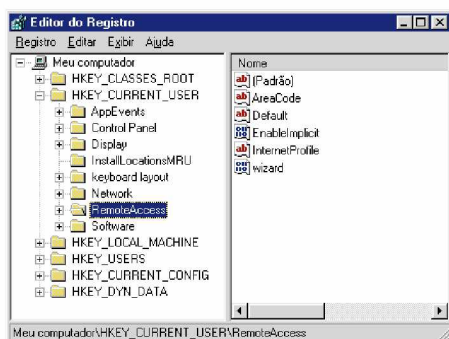 Editor do Registro
Registro Editar Exibir Ajuda
Meu computador
HKEY_CLASSES_ROOT
HKEY_CURRENT_USER
AppEvents
Control Panel
Display
InstallLocationsMRU
keyboard layout
Network
RemoteAccess
Software
HKEY_LOCAL_MACHINE
HKEY_USERS
HKEY_CURRENT_CONFIG
HKEY_DYN_DATA
Nome
(Padrão)
AreaCode
Default
EnableImplicit
InternetProfile
wizard
Meu computador\HKEY_CURRENT_USER\RemoteAccess